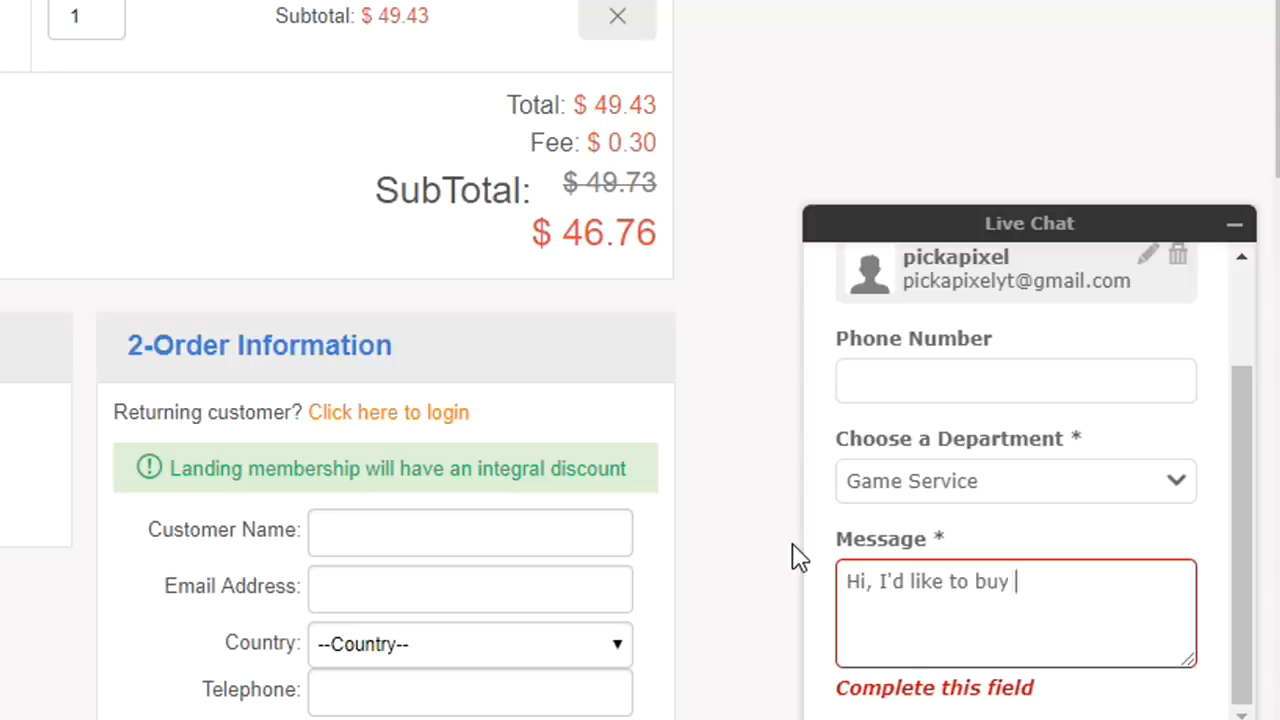 1
Subtotal: $ 49.43
Total: $ 49.43
Fee: $ 0.30
SubTotal: $ 49.73
$ 46.76
2-Order Information
Returning customer? Click here to login
Landing membership will have an integral discount
Customer Name:
Email Address:
Country: --Country--
Telephone:
Live Chat
pickapixel
pickapixelyt@gmail.com
Phone Number
Choose a Department *
Game Service
Message *
Hi, I'd like to buy
Complete this field